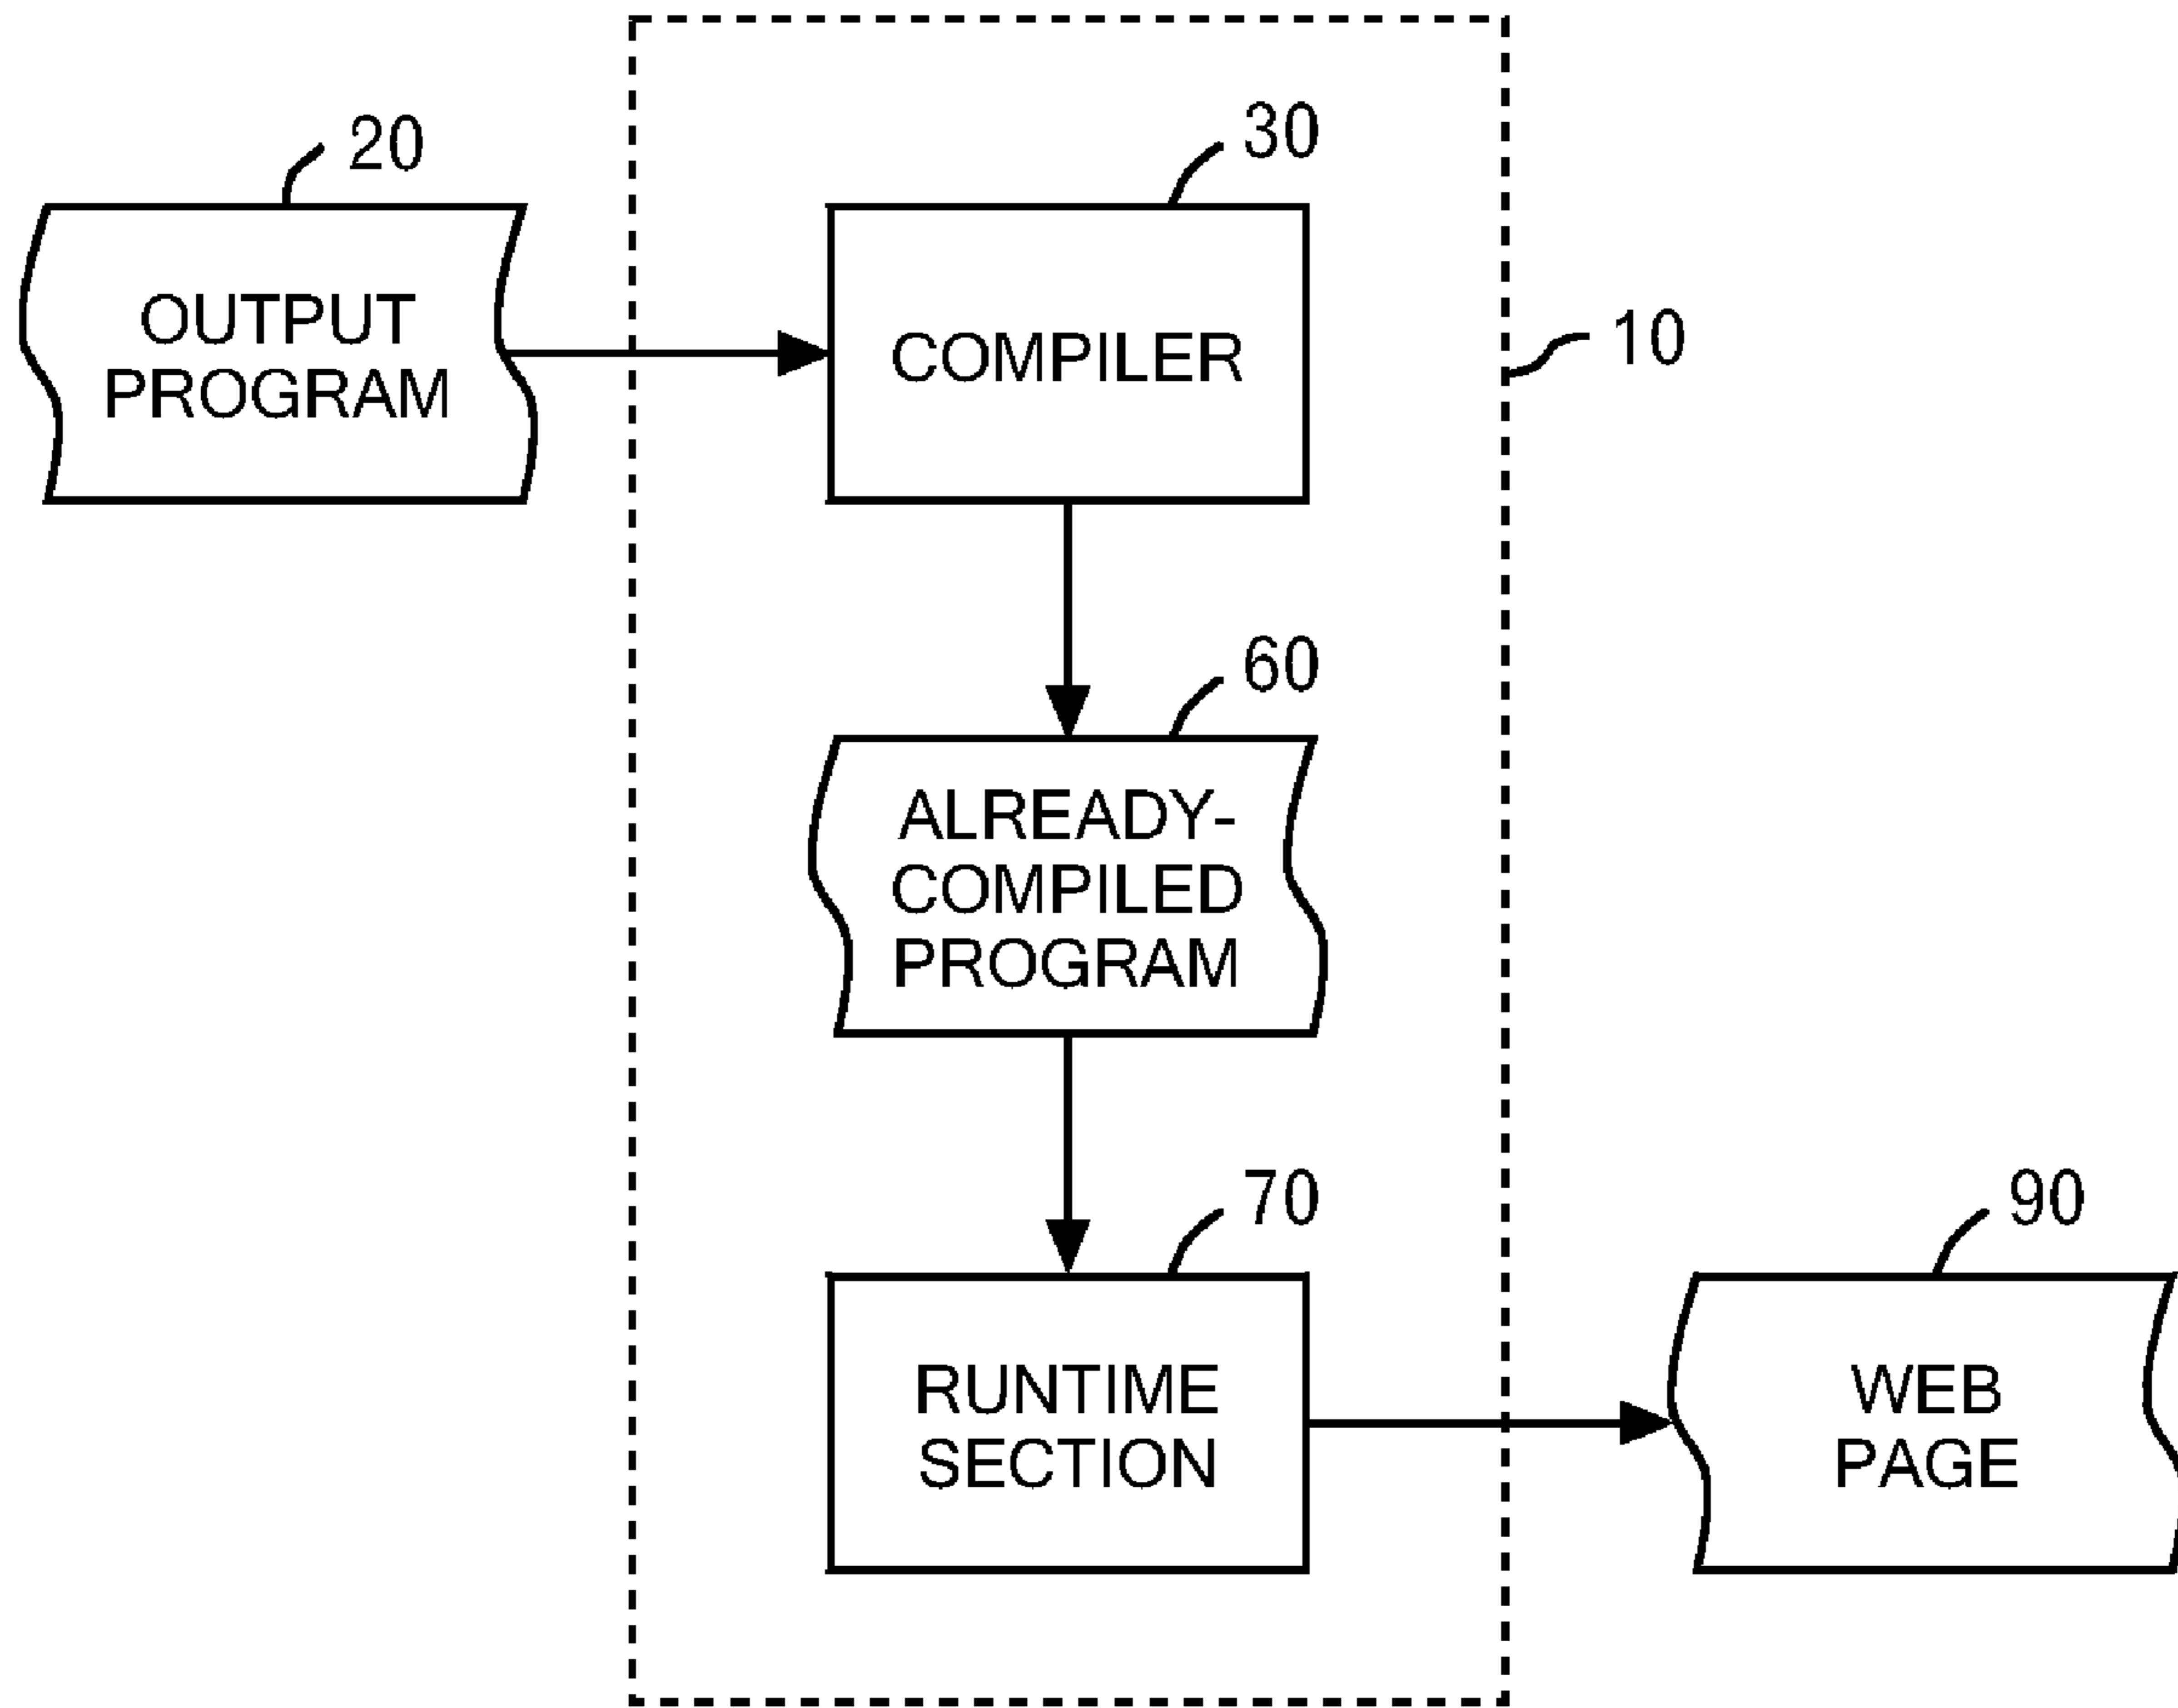 20
OUTPUT
PROGRAM
30
COMPILER
10
60
ALREADY-
COMPILED
PROGRAM
70
RUNTIME
SECTION
90
WEB
PAGE